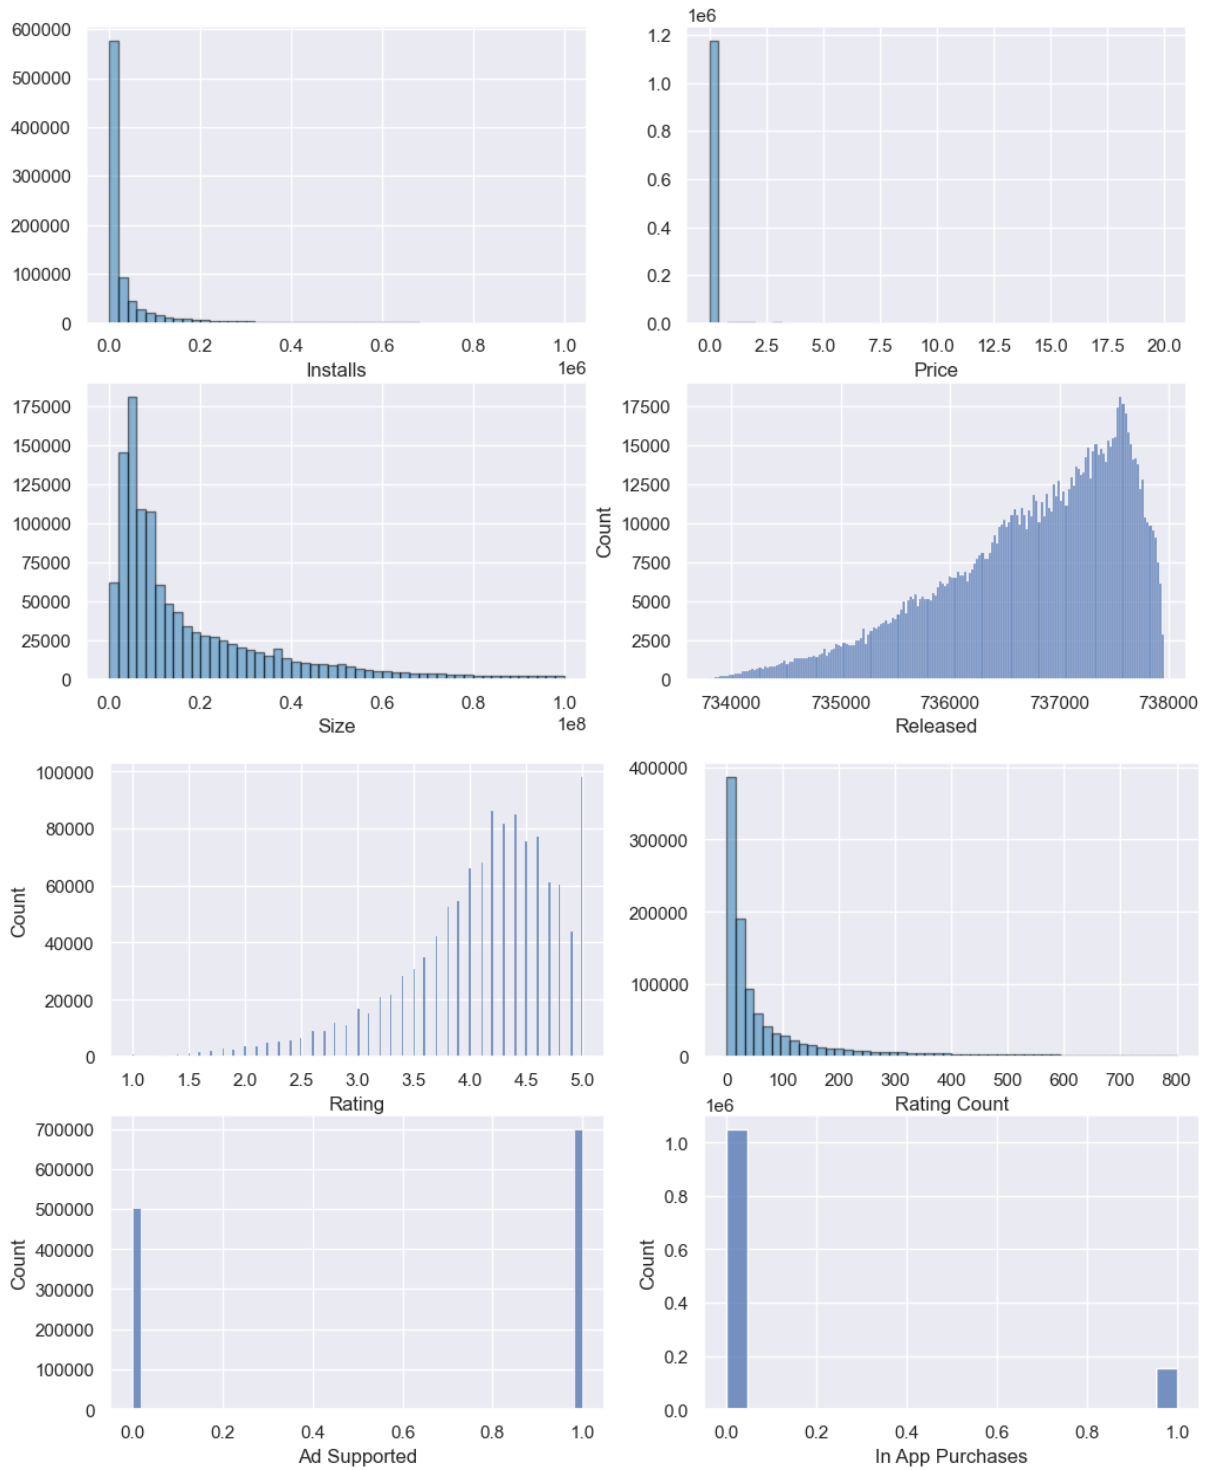 1e6
600000
500000
400000
300000
200000
100000
0
0.0 0.2 0.4 0.6 0.8 1.0
Installs
1e6
1.2
1.0
0.8
0.6
0.4
0.2
0.0
0.0 2.5 5.0 7.5 10.0 12.5 15.0 17.5 20.0
Price
175000
150000
125000
100000
75000
50000
25000
0
0.0 0.2 0.4 0.6 0.8 1.0
Size
1e8
17500
15000
12500
10000
7500
5000
2500
0
Count
734000 735000 736000 737000 738000
Released
100000
80000
60000
40000
20000
0
Count
1.0 1.5 2.0 2.5 3.0 3.5 4.0 4.5 5.0
Rating
400000
300000
200000
100000
0
0 100 200 300 400 500 600 700 800
Rating Count
700000
600000
500000
400000
300000
200000
100000
0
Count
0.0 0.2 0.4 0.6 0.8 1.0
Ad Supported
1e6
1.0
0.8
0.6
0.4
0.2
0.0
Count
0.0 0.2 0.4 0.6 0.8 1.0
In App Purchases